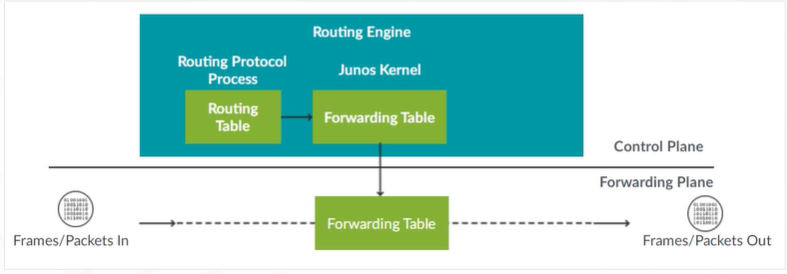 Routing Engine
Routing Protocol
Process
Junos Kernel
Routing
Table
Forwarding Table
Control Plane
Forwarding Plane
Forwarding Table
Frames/Packets In
Frames/Packets Out